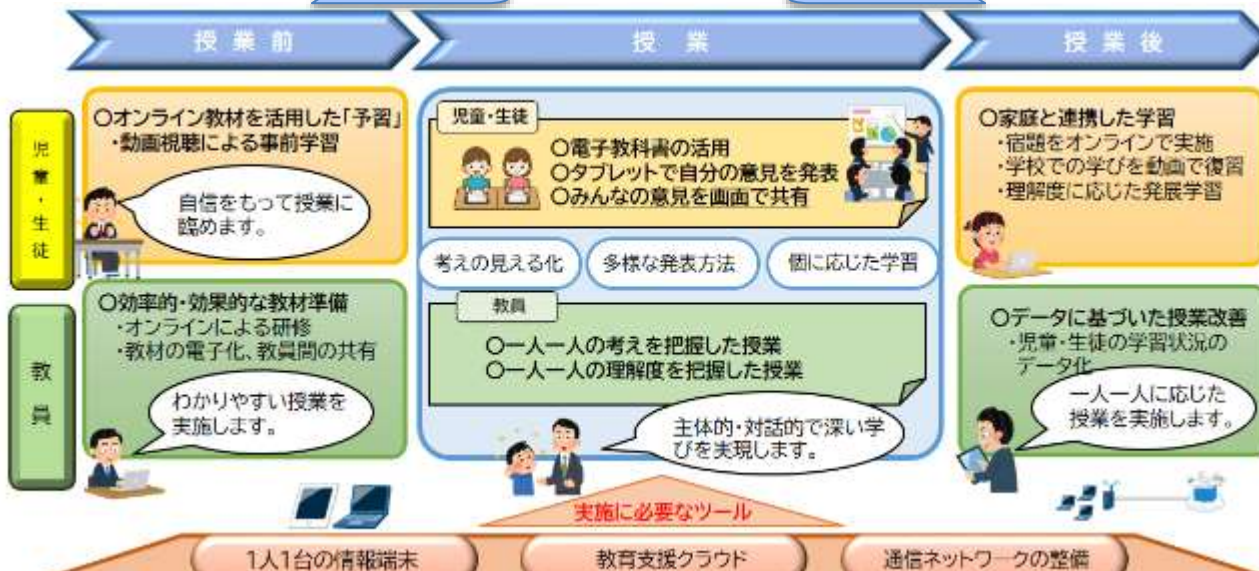 授業前
授業
授業後
児童・生徒
〇オンライン教材を活用した「予習」
・動画視聴による事前学習
自信をもって授業に
臨めます。
児童・生徒
〇電子教科書の活用
〇タブレットで自分の意見を発表
〇みんなの意見を画面で共有
〇家庭と連携した学習
・宿題をオンラインで実施
・学校での学びを動画で復習
・理解度に応じた発展学習
考えの見える化
多様な発表方法
個に応じた学習
教員
〇効率的・効果的な教材準備
・オンラインによる研修
・教材の電子化、教員間の共有
わかりやすい授業を
実施します。
教員
〇一人一人の考えを把握した授業
〇一人一人の理解度を把握した授業
主体的・対話的で深い学
びを実現します。
〇データに基づいた授業改善
・児童・生徒の学習状況の
データ化
一人一人に応じた
授業を実施します。
実施に必要なツール
1人1台の情報端末
教育支援クラウド
通信ネットワークの整備